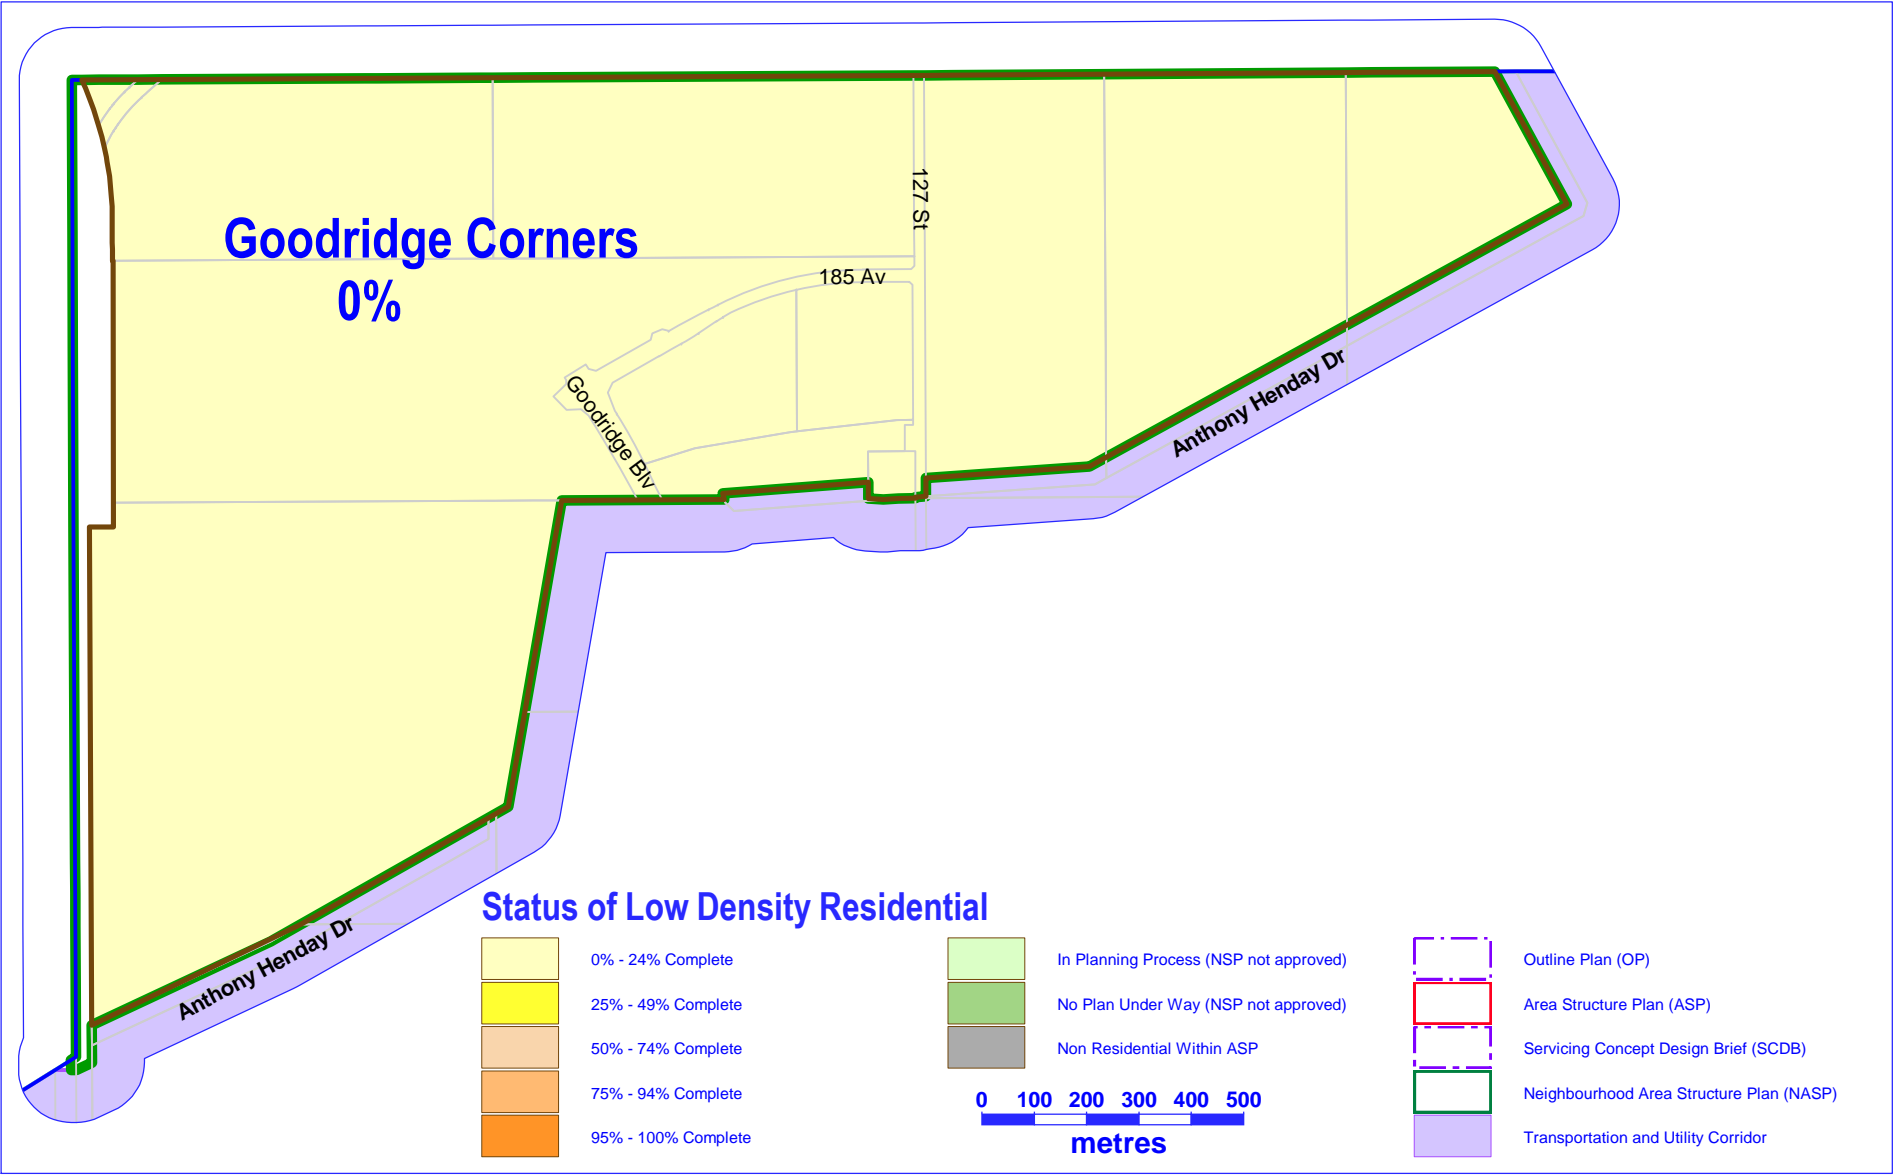 Goodridge Corners
0%
127 St
185 Av
Goodridge Blv
Anthony Henday Dr
Anthony Henday Dr
Status of Low Density Residential
0% - 24% Complete
25% - 49% Complete
50% - 74% Complete
75% - 94% Complete
95% - 100% Complete
In Planning Process (NSP not approved)
No Plan Under Way (NSP not approved)
Non Residential Within ASP
0 100 200 300 400 500
metres
Outline Plan (OP)
Area Structure Plan (ASP)
Servicing Concept Design Brief (SCDB)
Neighbourhood Area Structure Plan (NASP)
Transportation and Utility Corridor